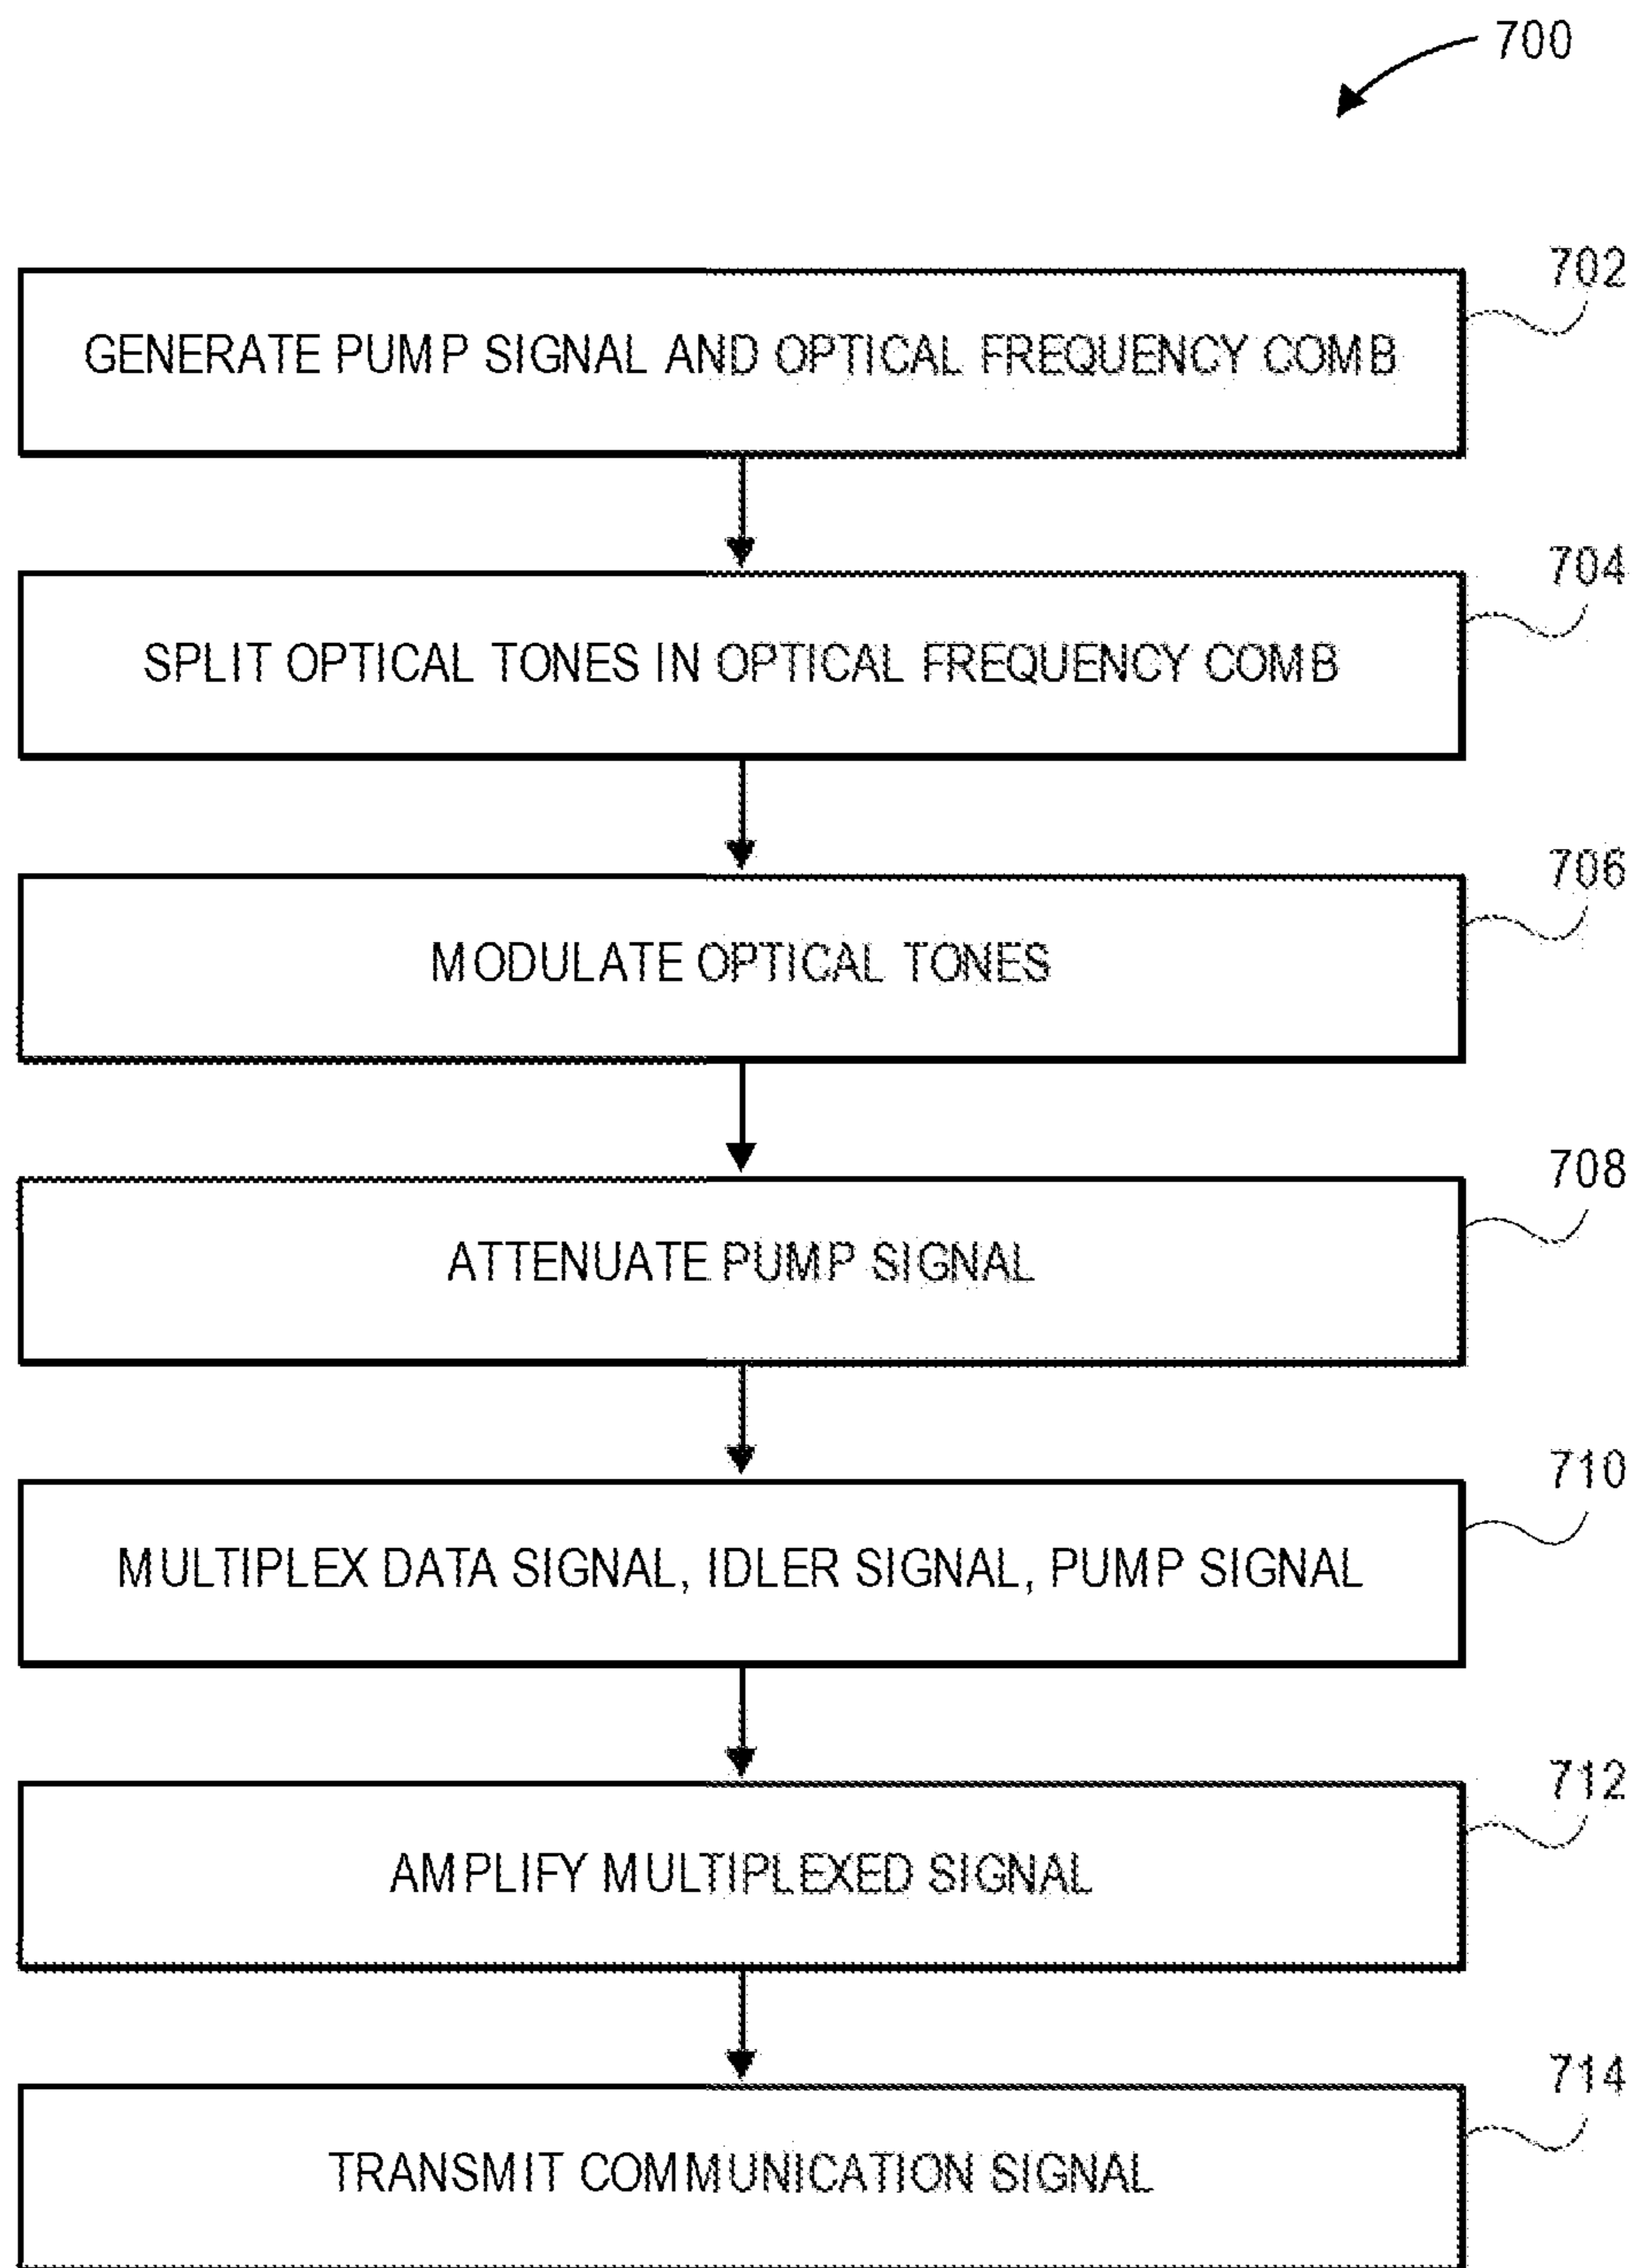 700
702
GENERATE PUMP SIGNAL AND OPTICAL FREQUENCY COMB
704
SPLIT OPTICAL TONES IN OPTICAL FREQUENCY COMB
706
MODULATE OPTICAL TONES
708
ATTENUATE PUMP SIGNAL
710
MULTIPLEX DATA SIGNAL, IDLER SIGNAL, PUMP SIGNAL
712
AMPLIFY MULTIPLEXED SIGNAL
714
TRANSMIT COMMUNICATION SIGNAL